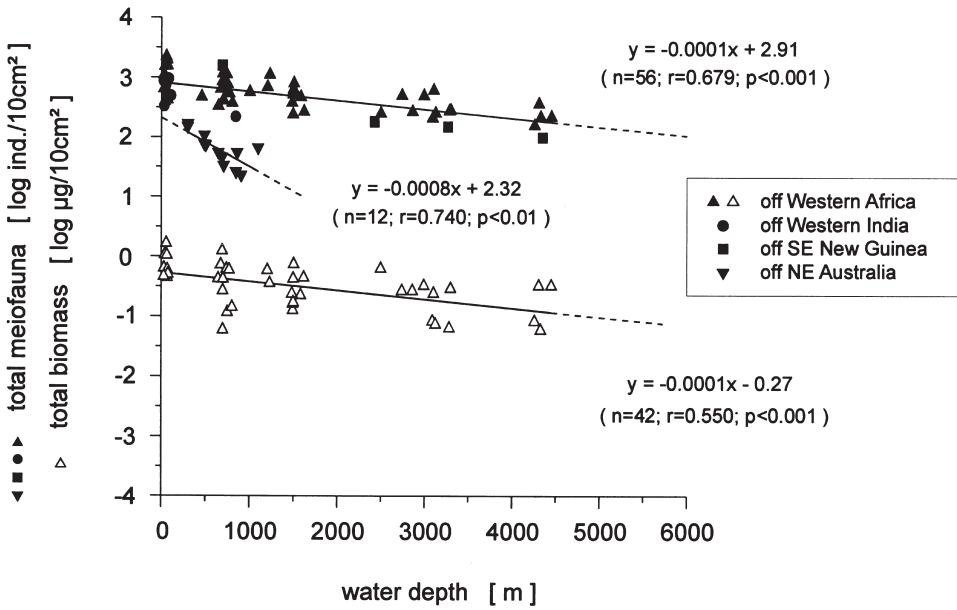 ▼ ■ ● ▲ total meiofauna [ log ind./10cm² ]
△ total biomass [ log µg/10cm² ]
4
3
2
1
0
-1
-2
-3
-4
y = -0.0001x + 2.91
( n=56; r=0.679; p<0.001 )
y = -0.0008x + 2.32
( n=12; r=0.740; p<0.01 )
▲ △ off Western Africa
● off Western India
■ off SE New Guinea
▼ off NE Australia
y = -0.0001x - 0.27
( n=42; r=0.550; p<0.001 )
0 1000 2000 3000 4000 5000 6000
water depth [ m ]